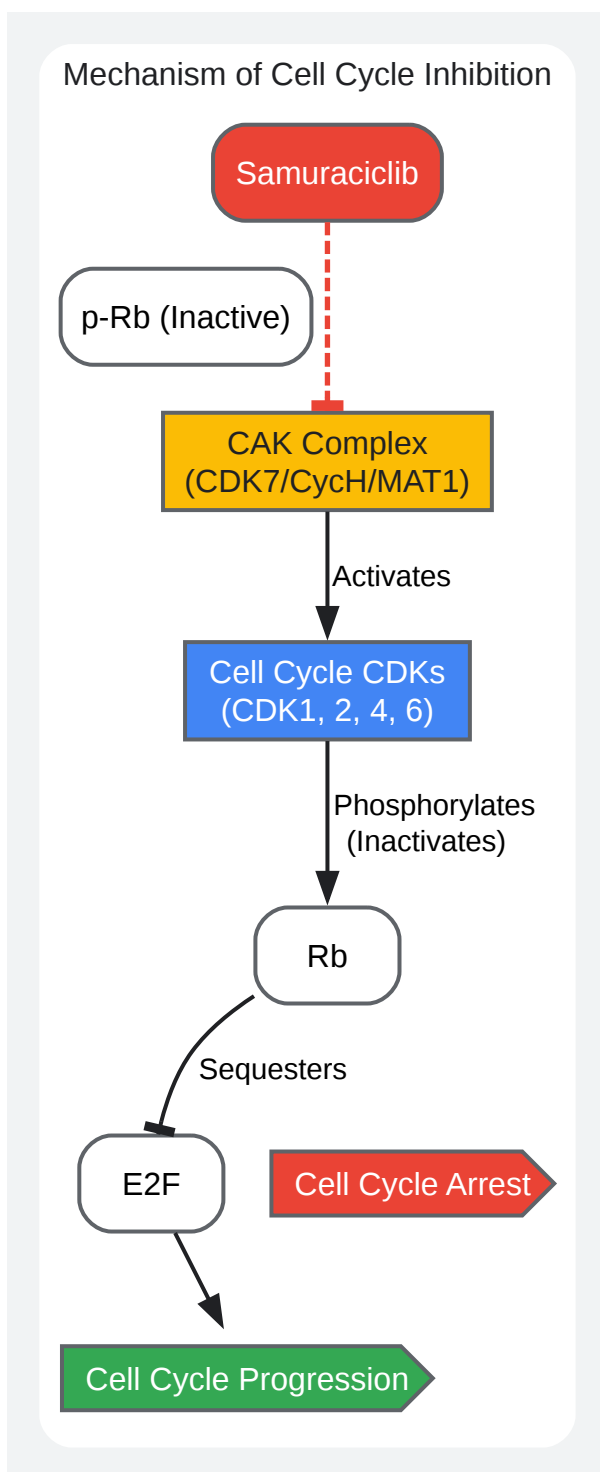 Mechanism of Cell Cycle Inhibition
Samuraciclib
p-Rb (Inactive)
CAK Complex
(CDK7/CycH/MAT1)
Activates
Cell Cycle CDKs
(CDK1, 2, 4, 6)
Phosphorylates
(Inactivates)
Rb
Sequesters
E2F
Cell Cycle Arrest
Cell Cycle Progression